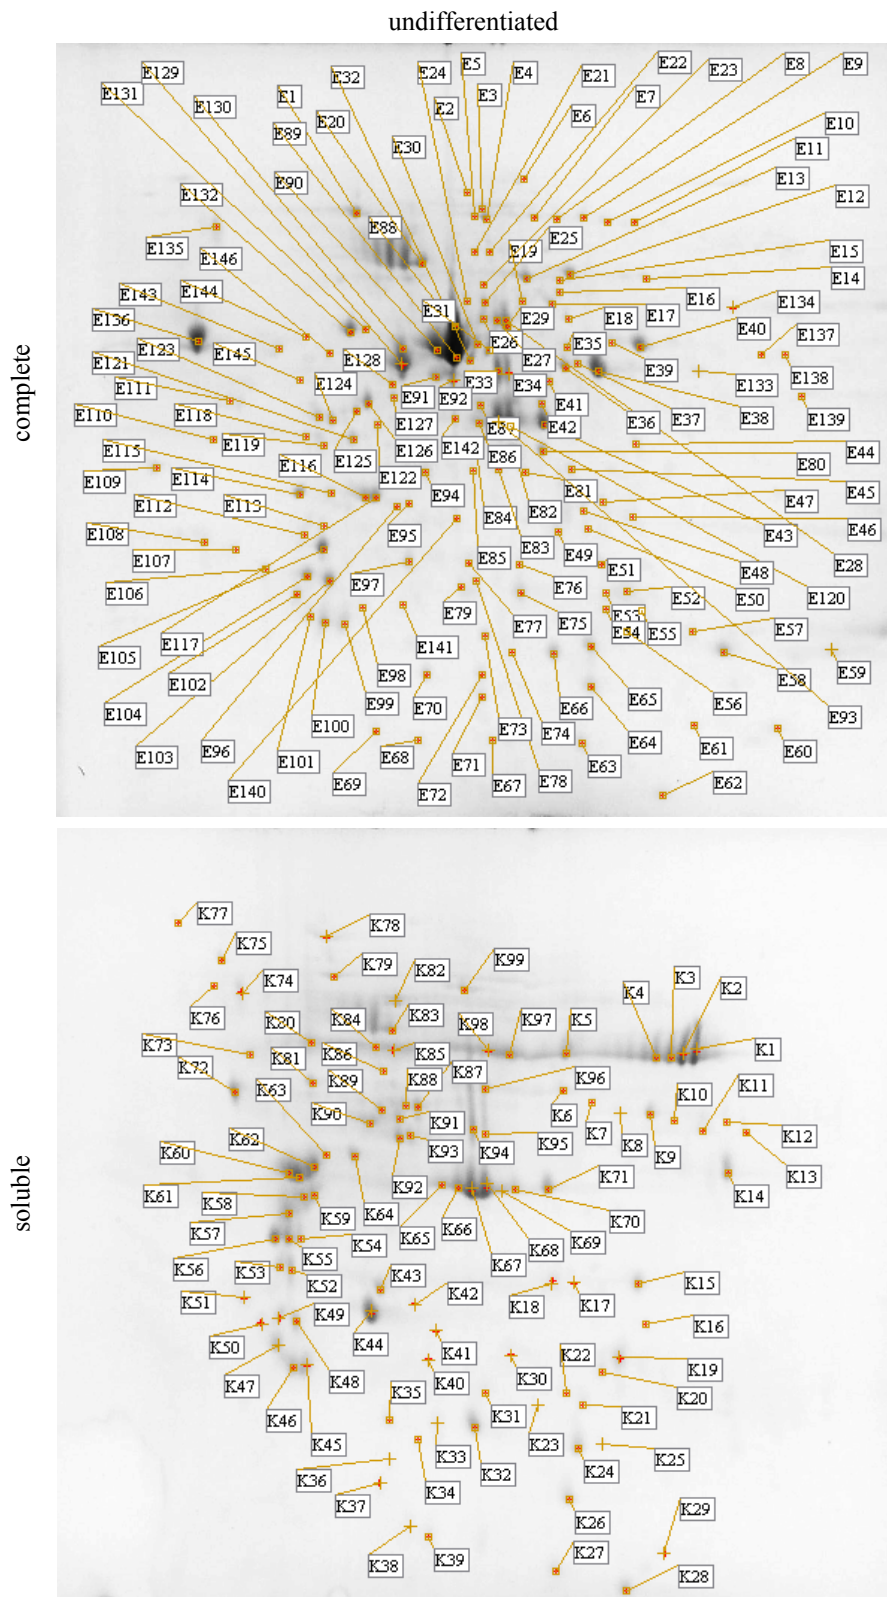 undifferentiated
complete
E129 E32 E24 E5 E4 E21 E22 E23 E8 E9
E131 E130 E1 E20 E2 E3 E6 E7 E10
E89 E30 E11
E132 E90 E13 E12
E135 E146 E88 E19 E25 E15
E143 E144 E14
E136 E31 E29 E16 E17 E18 E134
E123 E145 E128 E26 E35 E40 E137
E121 E33 E27 E39 E133 E138
E111 E124 E91 E92 E34 E41 E36 E37 E38 E139
E110 E118 E119 E125 E127 E126 E142 E87 E42 E44
E115 E116 E86 E80
E109 E114 E122 E94 E81 E45
E112 E113 E84 E82 E47 E46
E108 E95 E83 E49 E43
E107 E85 E51 E48 E28
E106 E97 E79 E76 E52 E50 E120
E117 E141 E77 E75 E53 E54 E55 E57
E105 E98 E59
E104 E102 E99 E70 E66 E65 E58 E56
E103 E96 E101 E100 E73 E74 E64 E61 E93
E140 E69 E68 E72 E71 E67 E78 E63 E62 E60
soluble
K77 K78
K75
K74 K79 K82 K99
K76
K80 K84 K83 K98 K97 K5 K4 K3 K2
K73 K81 K86 K85 K1
K72 K63 K89 K88 K87 K96
K90 K91 K6 K7 K8 K9 K10 K11 K12
K60 K62 K93 K94 K95 K13
K61 K92 K71 K14
K58 K59 K64 K65 K66 K70
K57 K54 K67 K68 K69
K56 K55
K53 K52 K43 K42 K15
K51 K49 K18 K17
K50 K44 K16
K47 K48 K41 K40 K30 K22 K19
K46 K35 K31 K20
K45 K33 K23 K21
K36 K34 K32 K24 K25
K37
K38 K39 K26 K29
K27 K28